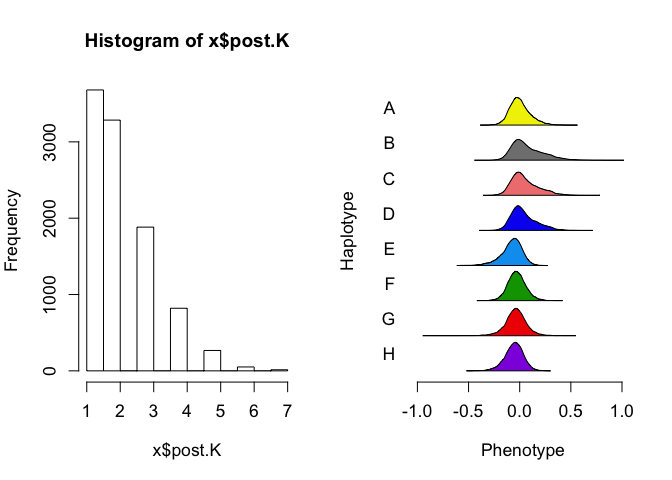 Histogram of x$post.K
Frequency
0
1000
2000
3000
1 2 3 4 5 6 7
x$post.K
Haplotype
A
B
C
D
E
F
G
H
-1.0 -0.5 0.0 0.5 1.0
Phenotype